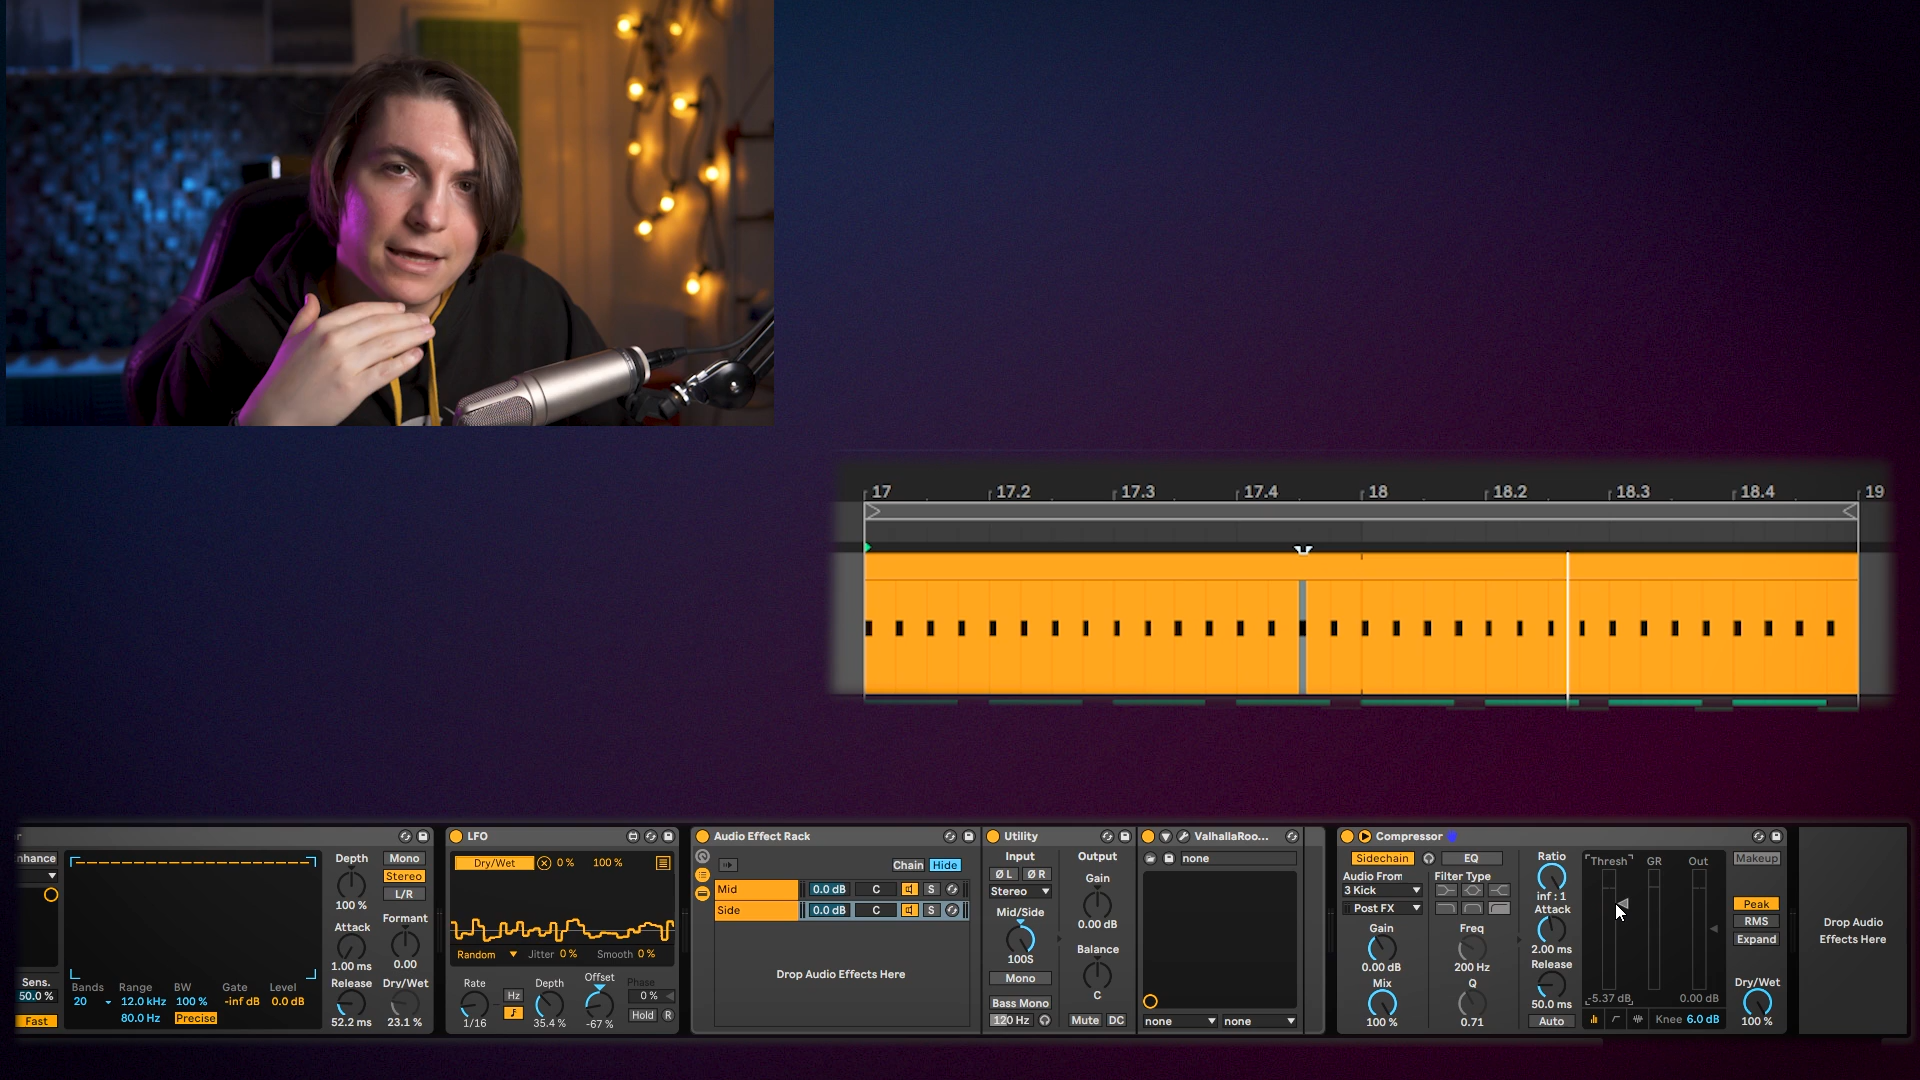 17 17.2 17.3 17.4 18 18.2 18.3 18.4 19
nhance
Sens.
50.0 %
Fast
Bands Range BW Gate Level
20 12.0 kHz 100 % -inf dB 0.0 dB
80.0 Hz Precise
Depth
100 %
Attack
1.00 ms
Release
52.2 ms
Mono
Stereo
L/R
Formant
0.00
Dry/Wet
23.1 %
LFO
Dry/Wet 0 % 100 %
Random Jitter 0 % Smooth 0 %
Rate
1/16
Hz
Depth
35.4 %
Offset
-67 %
Phase
0 %
Hold R
Audio Effect Rack
Chain Hide
Mid 0.0 dB C S
Side 0.0 dB C S
Drop Audio Effects Here
Utility
Input
Ø L Ø R
Stereo
Mid/Side
100S
Mono
Bass Mono
120 Hz
Output
Gain
0.00 dB
Balance
C
Mute DC
ValhallaRoo...
none
none none
Compressor
Sidechain EQ
Audio From
3 Kick
Post FX
Gain
0.00 dB
Mix
100 %
Filter Type
Freq
200 Hz
Q
0.71
Ratio
inf : 1
Attack
2.00 ms
Release
50.0 ms
Auto
Thresh GR Out
-5.37 dB 0.00 dB
Knee 6.0 dB
Makeup
Peak
RMS
Expand
Dry/Wet
100 %
Drop Audio
Effects Here